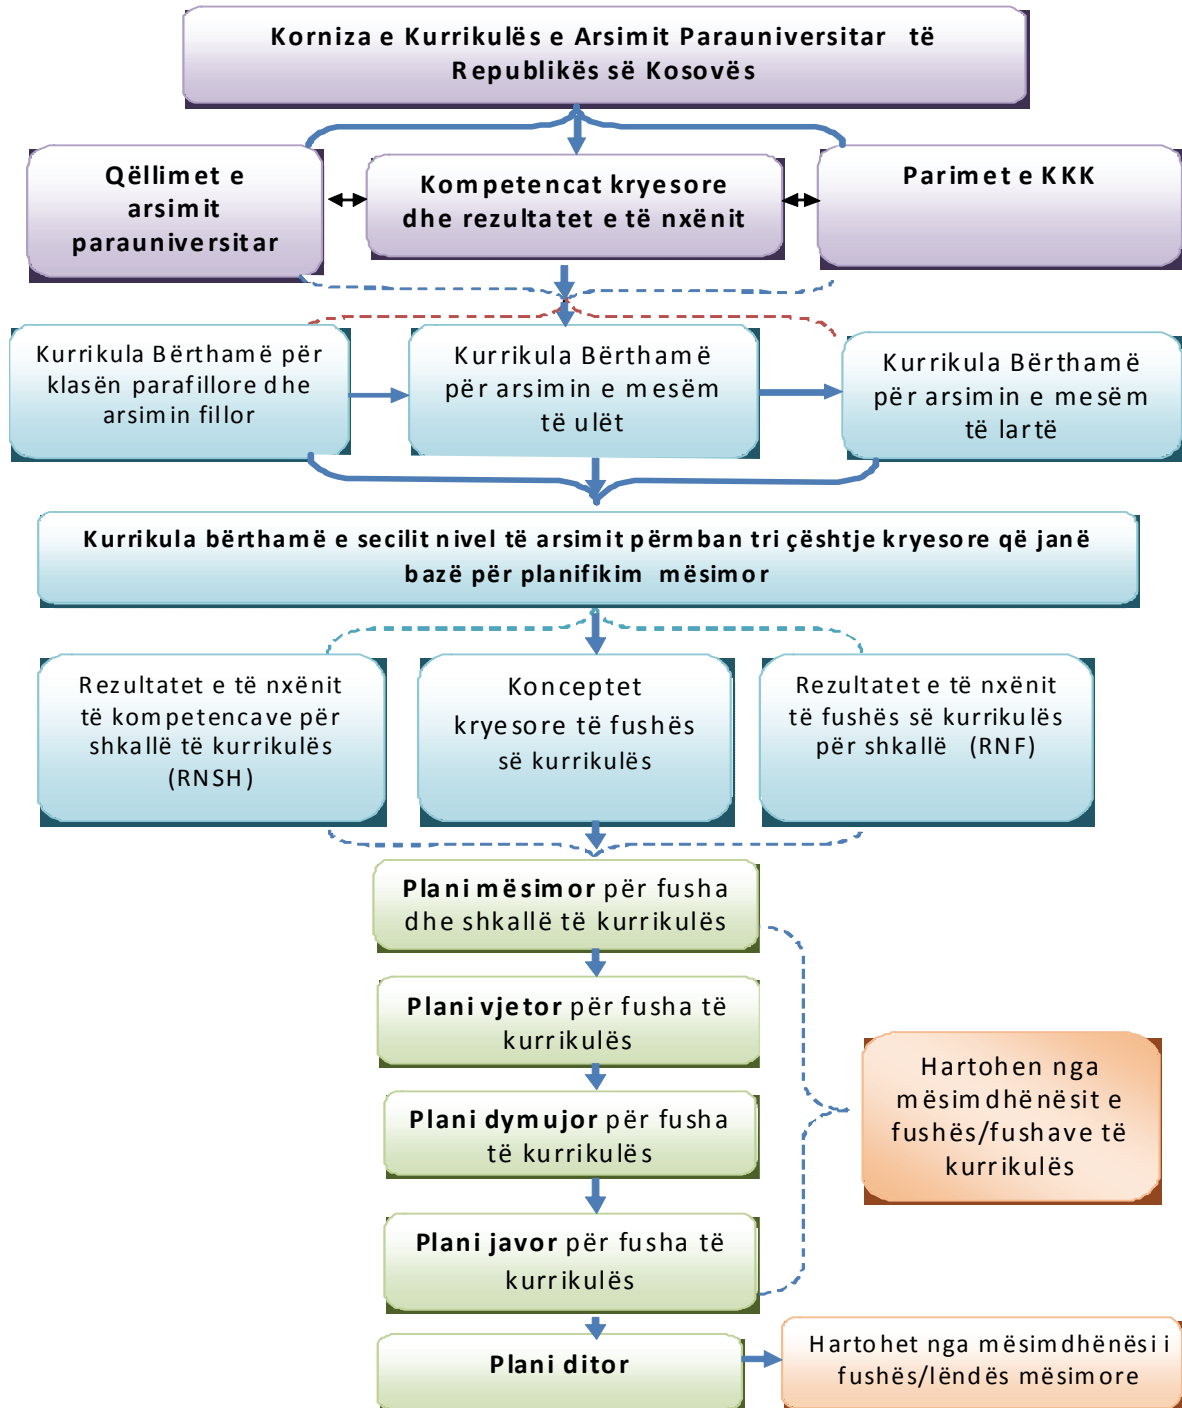 Korniza e Kurrikulës e Arsimit Parauniversitar të
Republikës së Kosovës
Qëllimet e
arsimit
parauniversitar
Kompetencat kryesore
dhe rezultatet e të nxënit
Parimet e KKK
Kurrikula Bërthamë për
klasën parafillore dhe
arsimin fillor
Kurrikula Bërthamë
për arsimin e mesëm
të ulët
Kurrikula Bërthamë
për arsimin e mesëm
të lartë
Kurrikula bërthamë e secilit nivel të arsimit përmban tri çështje kryesore që janë
bazë për planifikim mësimor
Rezultatet e të nxënit
të kompetencave për
shkallë të kurrikulës
(RNSH)
Konceptet
kryesore të fushës
së kurrikulës
Rezultatet e të nxënit
të fushës së kurrikulës
për shkallë (RNF)
Plani mësimor për fusha
dhe shkallë të kurrikulës
Plani vjetor për fusha të
kurrikulës
Plani dymujor për fusha
të kurrikulës
Plani javor për fusha të
kurrikulës
Hartohen nga
mësimdhënësit e
fushës/fushave të
kurrikulës
Plani ditor
Hartohet nga mësimdhënësi i
fushës/lëndës mësimore